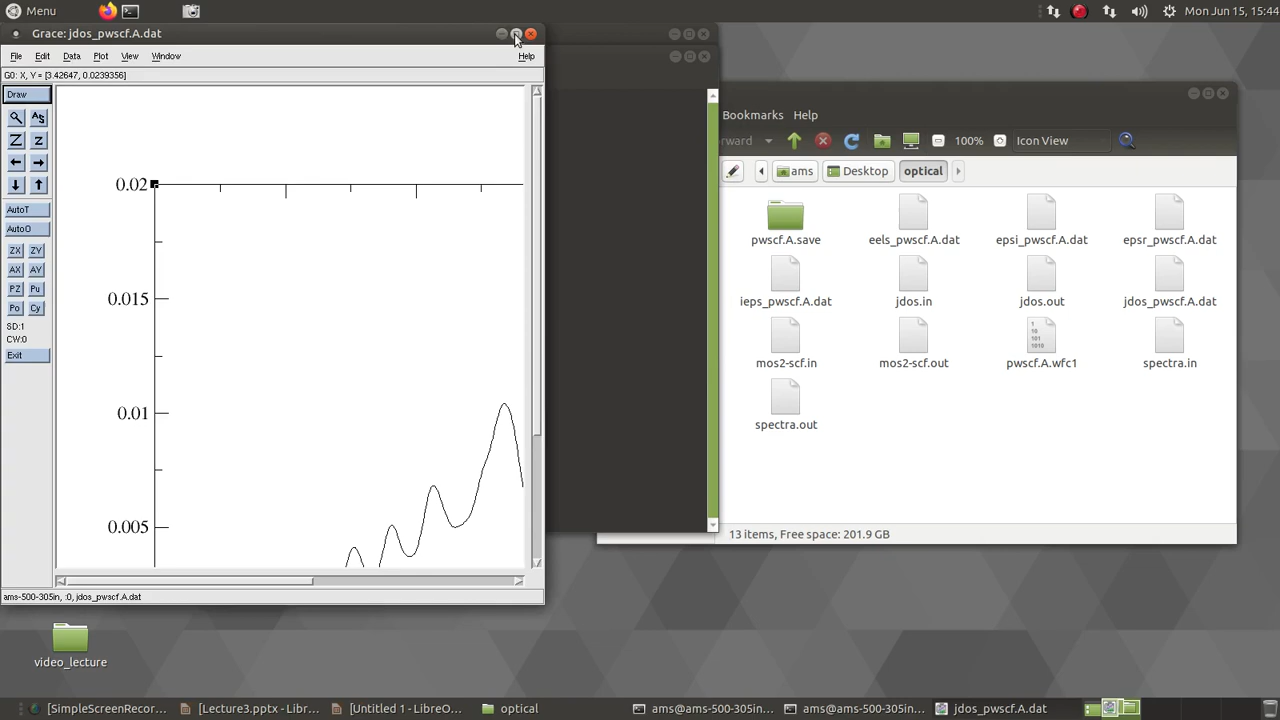 Menu
Mon Jun 15, 15:44
Grace: jdos_pwscf.A.dat
File Edit Data Plot View Window Help
G0: X, Y = [3.42647, 0.0239356]
Draw
A S
Z z
AutoT
AutoO
ZX ZY
AX AY
PZ Pu
Po Cy
SD:1
CW:0
Exit
0.02
0.015
0.01
0.005
ams-500-305in, :0, jdos_pwscf.A.dat
Bookmarks Help
rward 100% Icon View
ams Desktop optical
pwscf.A.save eels_pwscf.A.dat epsi_pwscf.A.dat epsr_pwscf.A.dat
ieps_pwscf.A.dat jdos.in jdos.out jdos_pwscf.A.dat
1
10
101
1010
mos2-scf.in mos2-scf.out pwscf.A.wfc1 spectra.in
spectra.out
13 items, Free space: 201.9 GB
video_lecture
[SimpleScreenRecor... [Lecture3.pptx - Libr... [Untitled 1 - LibreO... optical ams@ams-500-305in... ams@ams-500-305in... jdos_pwscf.A.dat